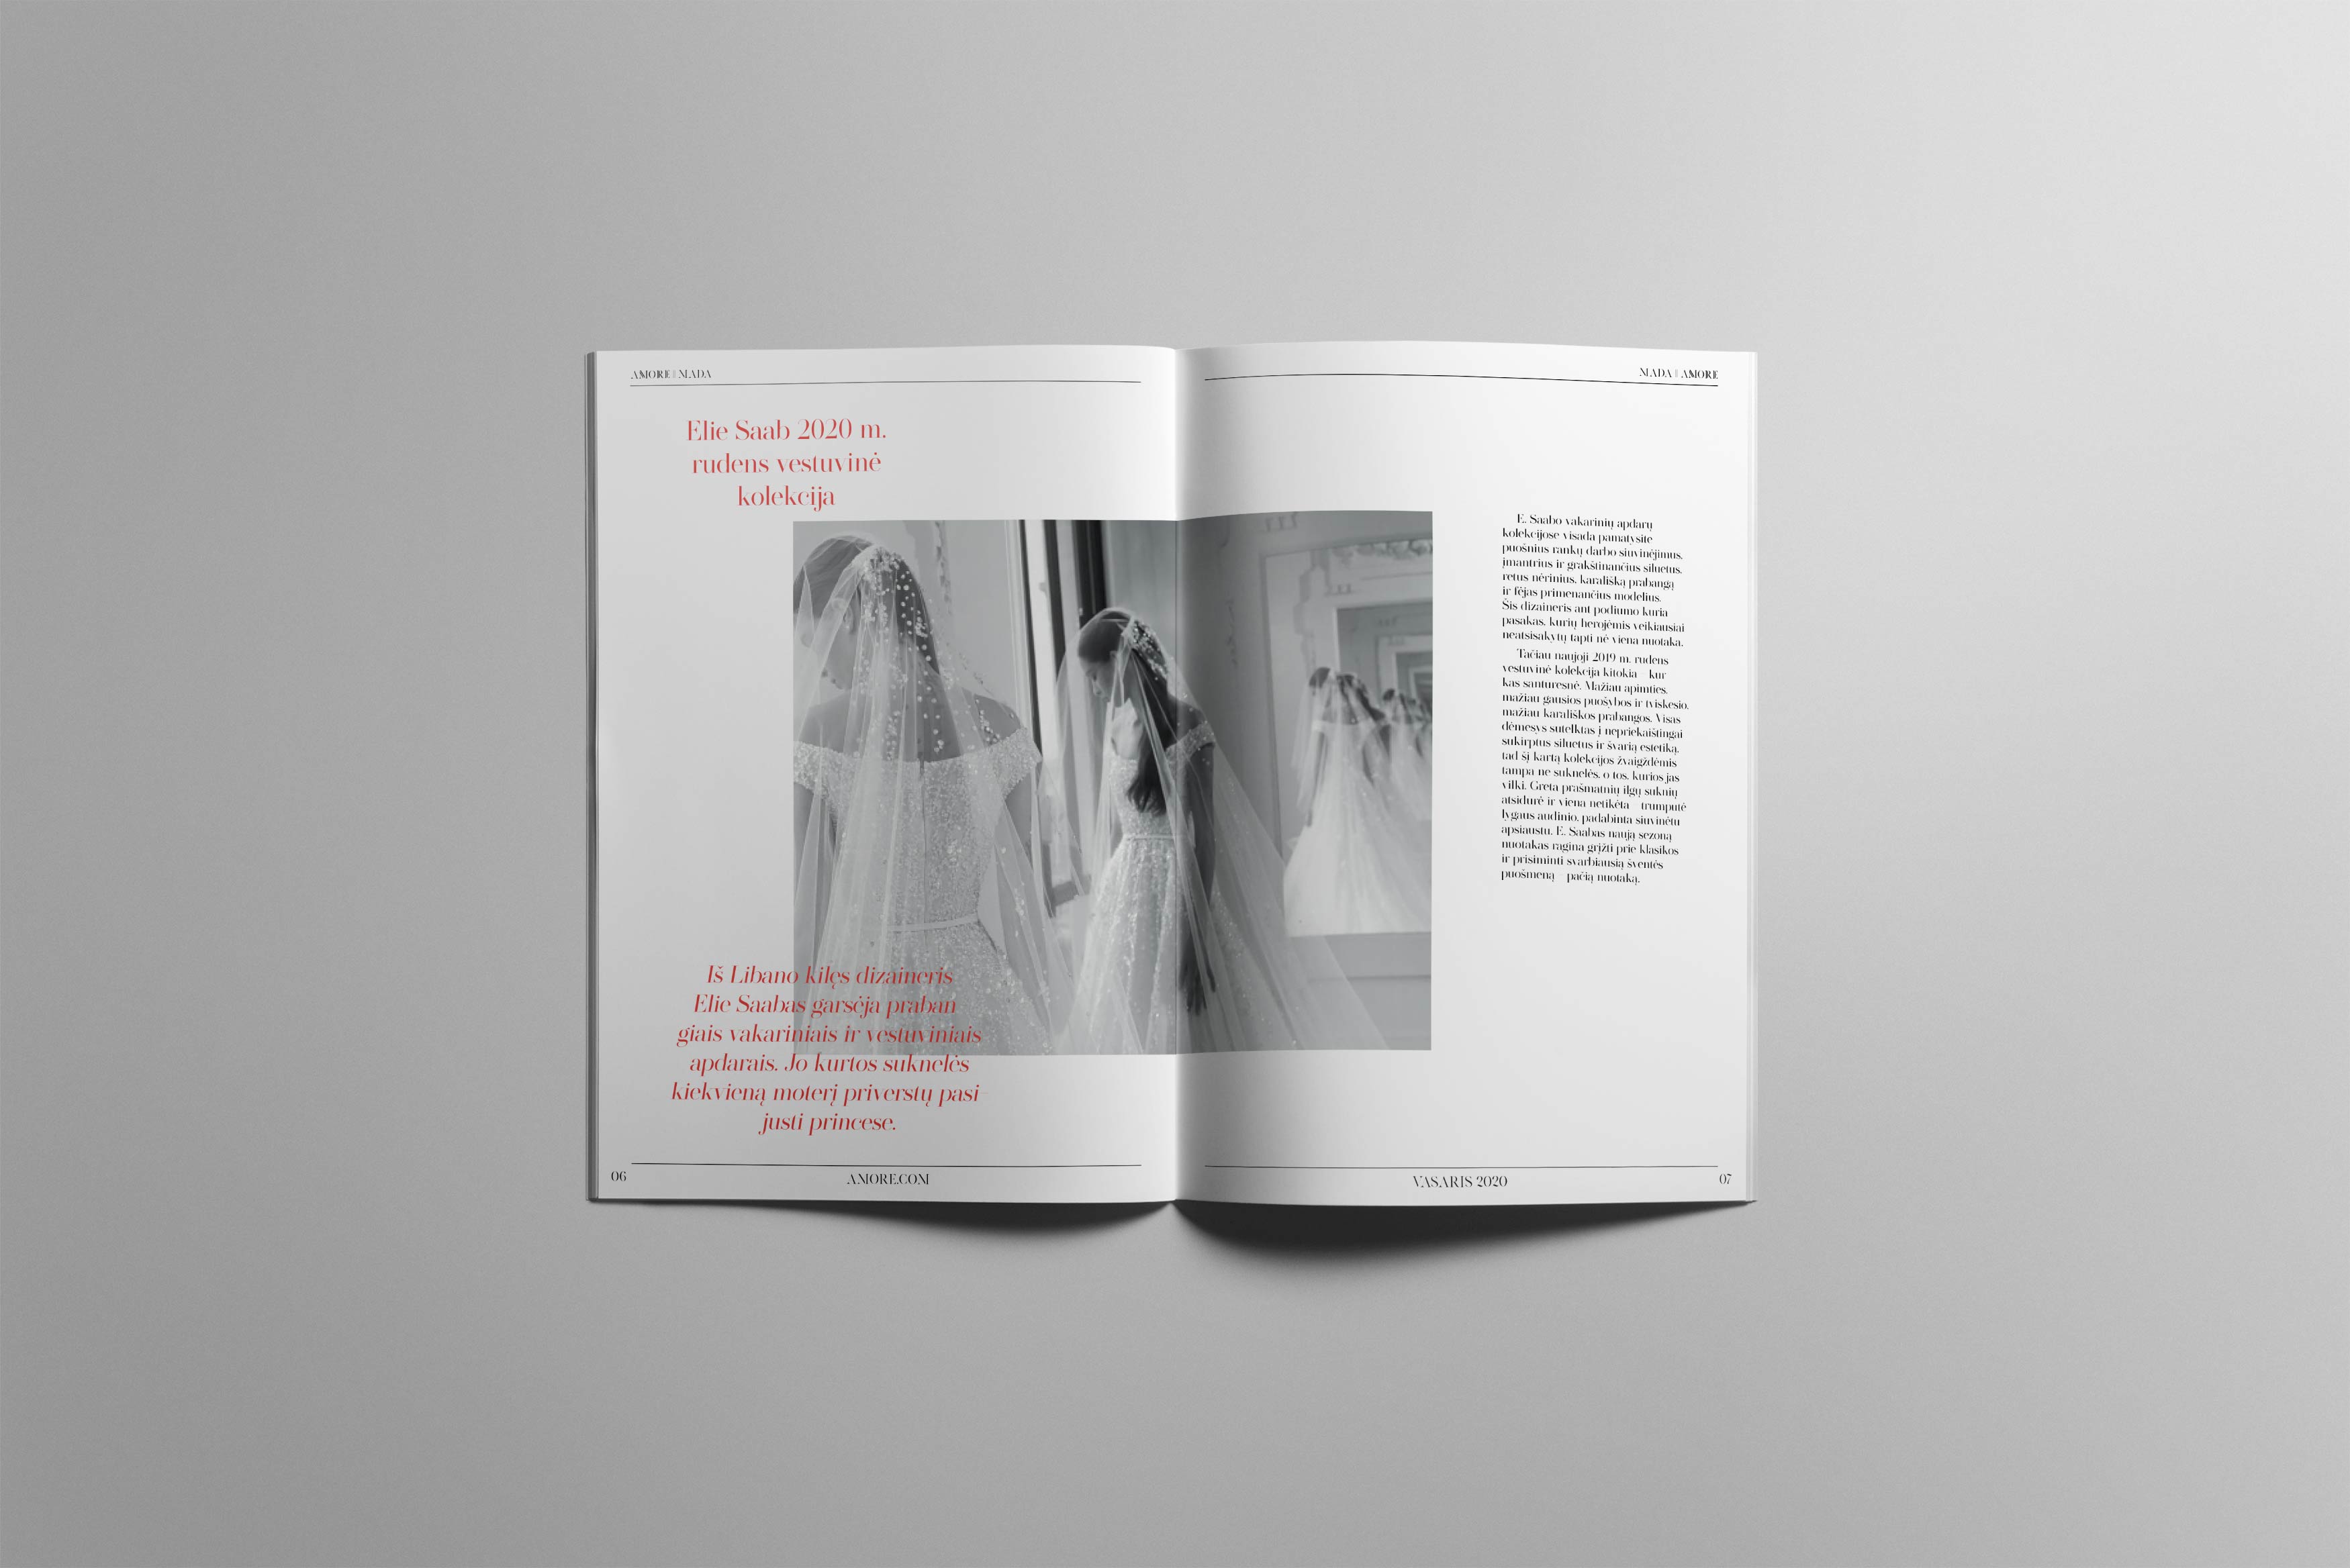 AMORE | MADA
Elie Saab 2020 m.
rudens vestuvinė
kolekcija
Iš Libano kilęs dizaineris
Elie Saabas garsėja praban
giais vakariniais ir vestuviniais
apdarais. Jo kurtos suknelės
kiekvieną moterį priverstų pasi-
justi princese.
06
AMORE.COM
MADA | AMORE
E. Saabo vakarinių apdarų
kolekcijose visada pamatysite
puošnius rankų darbo siuvinėjimus,
įmantrius ir grakštinančius siluetus,
retus nėrinius, karališką prabangą
ir fėjas primenančius modelius.
Šis dizaineris ant podiumo kuria
pasakas, kurių herojėmis veikiausiai
neatsisakytų tapti nė viena nuotaka.
Tačiau naujoji 2019 m. rudens
vestuvinė kolekcija kitokia kur
kas santuresnė. Mažiau apimties,
mažiau gausios puošybos ir tviskesio,
mažiau karališkos prabangos. Visas
dėmesys sutelktas į nepriekaištingai
sukirptus siluetus ir švarią estetiką,
tad šį kartą kolekcijos žvaigždėmis
tampa ne suknelės, o tos, kurios jas
vilki. Greta prašmatnių ilgų suknių
atsidurė ir viena netikėta trumputė
lygaus audinio, padabinta siuvinėtu
apsiaustu. E. Saabas naują sezoną
nuotakas ragina grįžti prie klasikos
ir prisiminti svarbiausią šventės
puošmeną pačią nuotaką.
VASARIS 2020
07